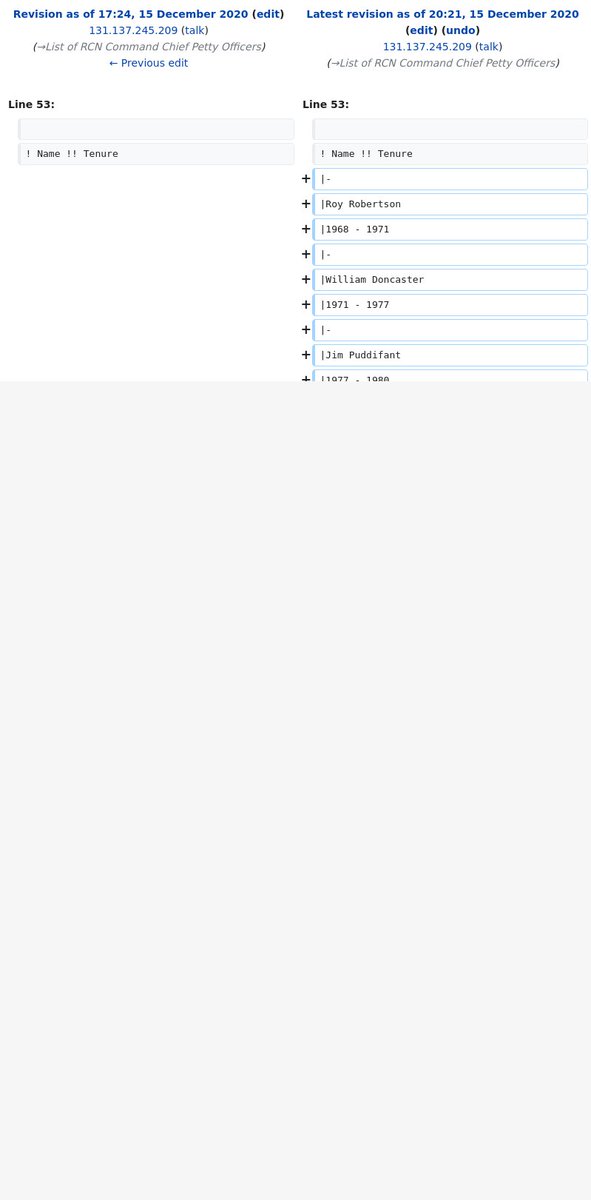 Revision as of 17:24, 15 December 2020 (edit)
131.137.245.209 (talk)
(→List of RCN Command Chief Petty Officers)
← Previous edit
Latest revision as of 20:21, 15 December 2020
(edit) (undo)
131.137.245.209 (talk)
(→List of RCN Command Chief Petty Officers)
Line 53:
Line 53:
! Name !! Tenure
! Name !! Tenure
+ |-
+ |Roy Robertson
+ |1968 - 1971
+ |-
+ |William Doncaster
+ |1971 - 1977
+ |-
+ |Jim Puddifant
+ |1977 - 1980